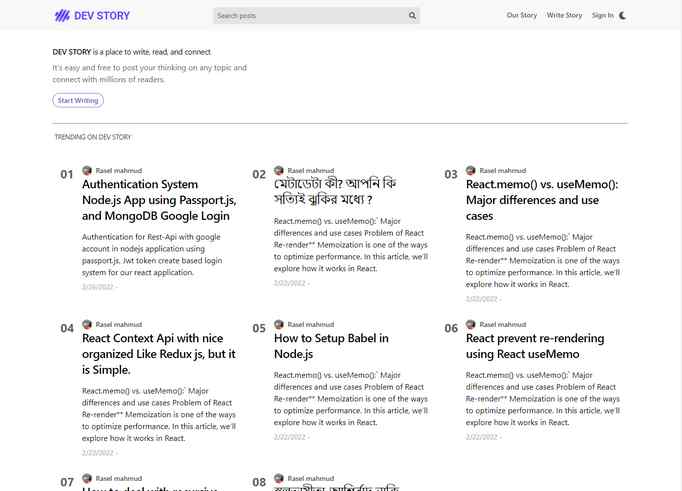 DEV STORY
Search posts
Our Story
Write Story
Sign In
DEV STORY is a place to write, read, and connect
It's easy and free to post your thinking on any topic and
connect with millions of readers.
Start Writing
TRENDING ON DEV STORY
01
Rasel mahmud
Authentication System
Node.js App using Passport.js,
and MongoDB Google Login
Authentication for Rest-Api with google
account in nodejs application using
passport.js. Jwt token create based login
system for our react application.
2/26/2022 -
02
Rasel mahmud
মেটাডেটা কী? আপনি কি
সত্যিই ঝুকির মধ্যে ?
React.memo() vs. useMemo():` Major
differences and use cases Problem of React
Re-render** Memoization is one of the ways
to optimize performance. In this article, we'll
explore how it works in React.
2/22/2022 -
03
Rasel mahmud
React.memo() vs. useMemo():
Major differences and use
cases
React.memo() vs. useMemo():` Major
differences and use cases Problem of React
Re-render** Memoization is one of the ways
to optimize performance. In this article, we'll
explore how it works in React.
2/22/2022 -
04
Rasel mahmud
React Context Api with nice
organized Like Redux js, but it
is Simple.
React.memo() vs. useMemo():` Major
differences and use cases Problem of React
Re-render** Memoization is one of the ways
to optimize performance. In this article, we'll
explore how it works in React.
2/22/2022 -
05
Rasel mahmud
How to Setup Babel in
Node.js
React.memo() vs. useMemo():` Major
differences and use cases Problem of React
Re-render** Memoization is one of the ways
to optimize performance. In this article, we'll
explore how it works in React.
2/22/2022 -
06
Rasel mahmud
React prevent re-rendering
using React useMemo
React.memo() vs. useMemo():` Major
differences and use cases Problem of React
Re-render** Memoization is one of the ways
to optimize performance. In this article, we'll
explore how it works in React.
2/22/2022 -
07
Rasel mahmud
How to deal with recursive
08
Rasel mahmud